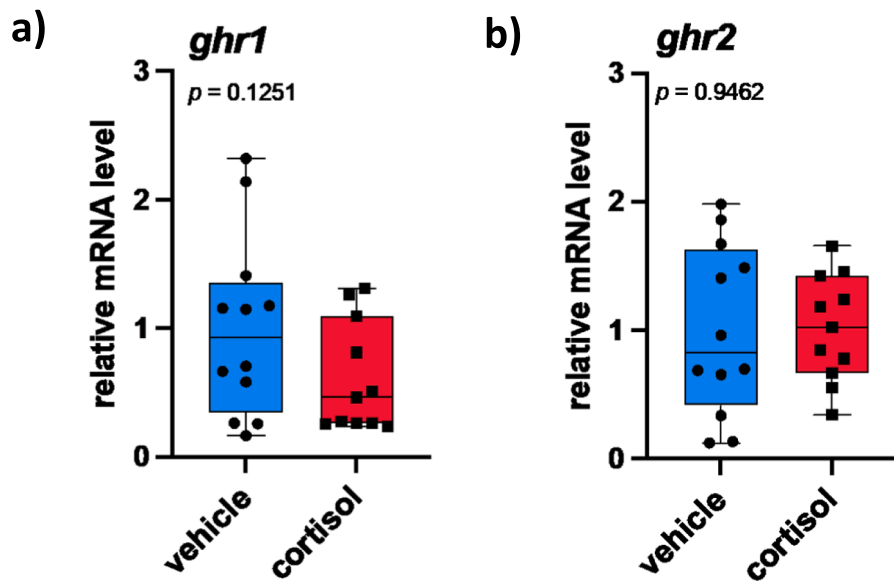 a)
ghr1
p = 0.1251
relative mRNA level
3
2
1
0
vehicle
cortisol
b)
ghr2
p = 0.9462
relative mRNA level
3
2
1
0
vehicle
cortisol